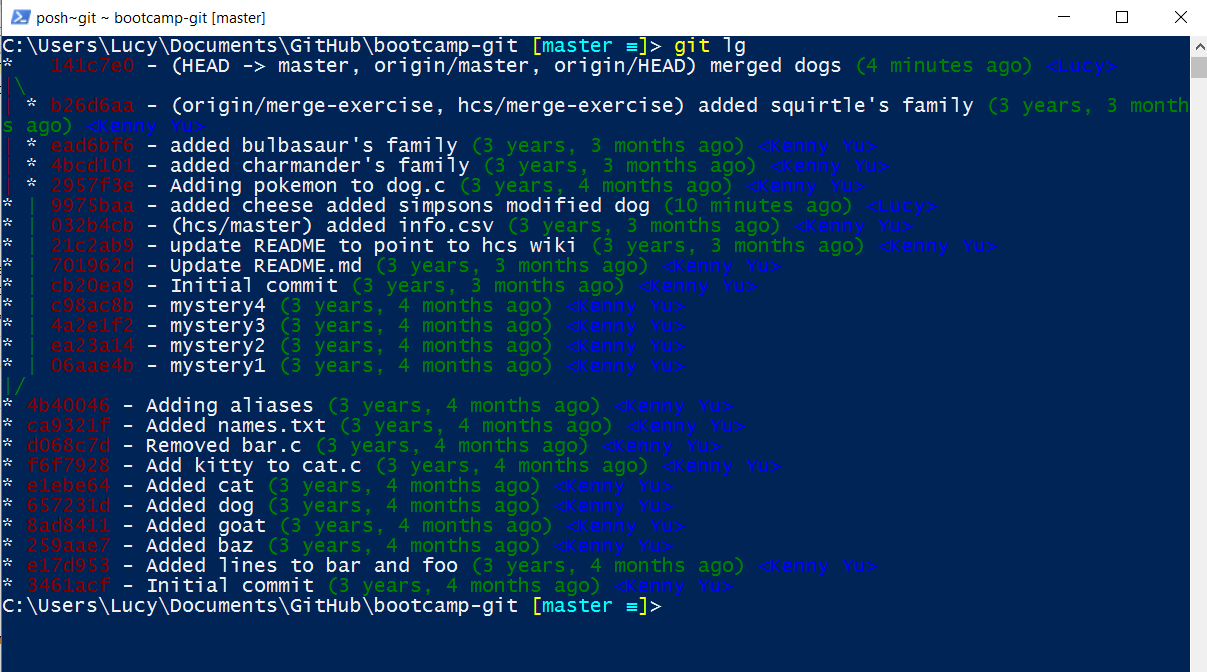 posh~git ~ bootcamp-git [master]
C:\Users\Lucy\Documents\GitHub\bootcamp-git [master ≡]> git lg
*   141c7e0 - (HEAD -> master, origin/master, origin/HEAD) merged dogs (4 minutes ago) <Lucy>
|\
| * b26d6aa - (origin/merge-exercise, hcs/merge-exercise) added squirtle's family (3 years, 3 month
s ago) <Kenny Yu>
| * ead6bf6 - added bulbasaur's family (3 years, 3 months ago) <Kenny Yu>
| * 4bcd101 - added charmander's family (3 years, 3 months ago) <Kenny Yu>
| * 2957f3e - Adding pokemon to dog.c (3 years, 4 months ago) <Kenny Yu>
* | 9975baa - added cheese added simpsons modified dog (10 minutes ago) <Lucy>
* | 032b4cb - (hcs/master) added info.csv (3 years, 3 months ago) <Kenny Yu>
* | 21c2ab9 - update README to point to hcs wiki (3 years, 3 months ago) <Kenny Yu>
* | 701962d - Update README.md (3 years, 3 months ago) <Kenny Yu>
* | cb20ea9 - Initial commit (3 years, 3 months ago) <Kenny Yu>
* | c98ac8b - mystery4 (3 years, 4 months ago) <Kenny Yu>
* | 4a2e1f2 - mystery3 (3 years, 4 months ago) <Kenny Yu>
* | ea23a14 - mystery2 (3 years, 4 months ago) <Kenny Yu>
* | 06aae4b - mystery1 (3 years, 4 months ago) <Kenny Yu>
|/
* 4b40046 - Adding aliases (3 years, 4 months ago) <Kenny Yu>
* ca9321f - Added names.txt (3 years, 4 months ago) <Kenny Yu>
* d068c7d - Removed bar.c (3 years, 4 months ago) <Kenny Yu>
* f6f7928 - Add kitty to cat.c (3 years, 4 months ago) <Kenny Yu>
* e1ebe64 - Added cat (3 years, 4 months ago) <Kenny Yu>
* 657231d - Added dog (3 years, 4 months ago) <Kenny Yu>
* 8ad8411 - Added goat (3 years, 4 months ago) <Kenny Yu>
* 259aae7 - Added baz (3 years, 4 months ago) <Kenny Yu>
* e17d953 - Added lines to bar and foo (3 years, 4 months ago) <Kenny Yu>
* 3461acf - Initial commit (3 years, 4 months ago) <Kenny Yu>
C:\Users\Lucy\Documents\GitHub\bootcamp-git [master ≡]>